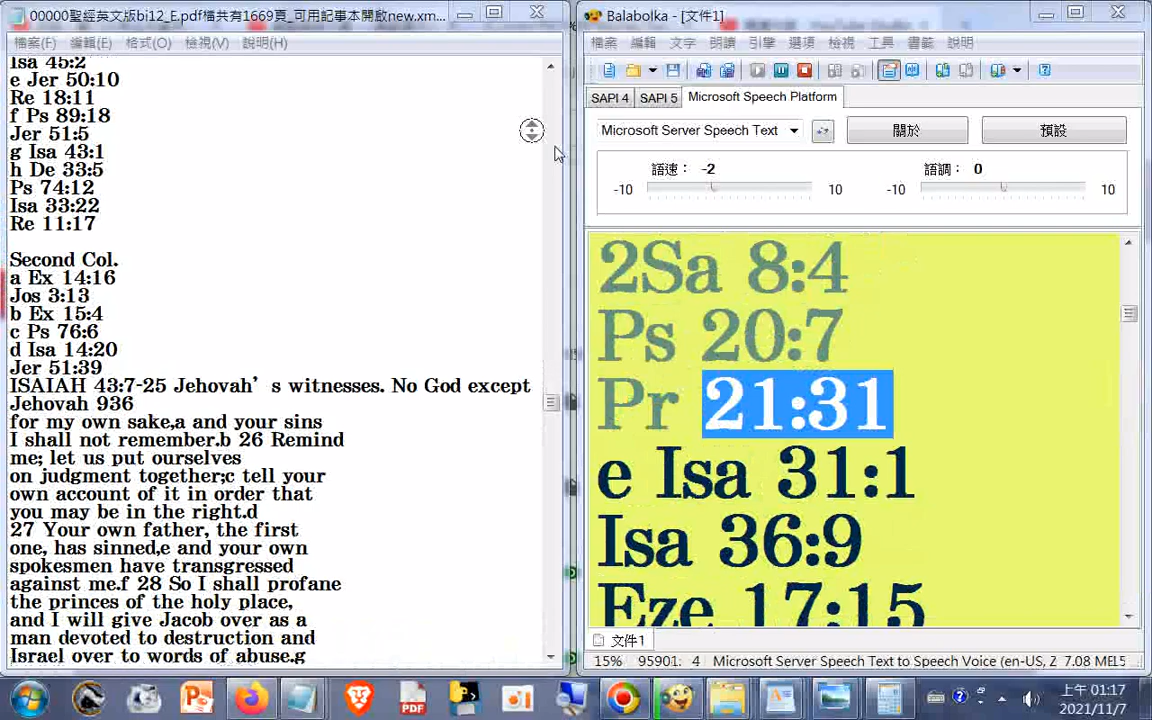 00000聖經英文版bi12_E.pdf檔共有1669頁_可用記事本開啟new.xm...
檔案(F) 編輯(E) 格式(O) 檢視(V) 說明(H)
Isa 45:2
e Jer 50:10
Re 18:11
f Ps 89:18
Jer 51:5
g Isa 43:1
h De 33:5
Ps 74:12
Isa 33:22
Re 11:17
Second Col.
a Ex 14:16
Jos 3:13
b Ex 15:4
c Ps 76:6
d Isa 14:20
Jer 51:39
ISAIAH 43:7-25 Jehovah’s witnesses. No God except
Jehovah 936
for my own sake,a and your sins
I shall not remember.b 26 Remind
me; let us put ourselves
on judgment together;c tell your
own account of it in order that
you may be in the right.d
27 Your own father, the first
one, has sinned,e and your own
spokesmen have transgressed
against me.f 28 So I shall profane
the princes of the holy place,
and I will give Jacob over as a
man devoted to destruction and
Israel over to words of abuse.g
Balabolka - [文件1]
檔案 編輯 文字 朗讀 引擎 選項 檢視 工具 書籤 說明
SAPI 4 SAPI 5 Microsoft Speech Platform
Microsoft Server Speech Text 關於 預設
語速： -2 語調： 0
-10 10 -10 10
2Sa 8:4
Ps 20:7
Pr 21:31
e Isa 31:1
Isa 36:9
Eze 17:15
文件1
15% 95901: 4 Microsoft Server Speech Text to Speech Voice (en-US, Z 7.08 MB
PDF
上午 01:17
2021/11/7